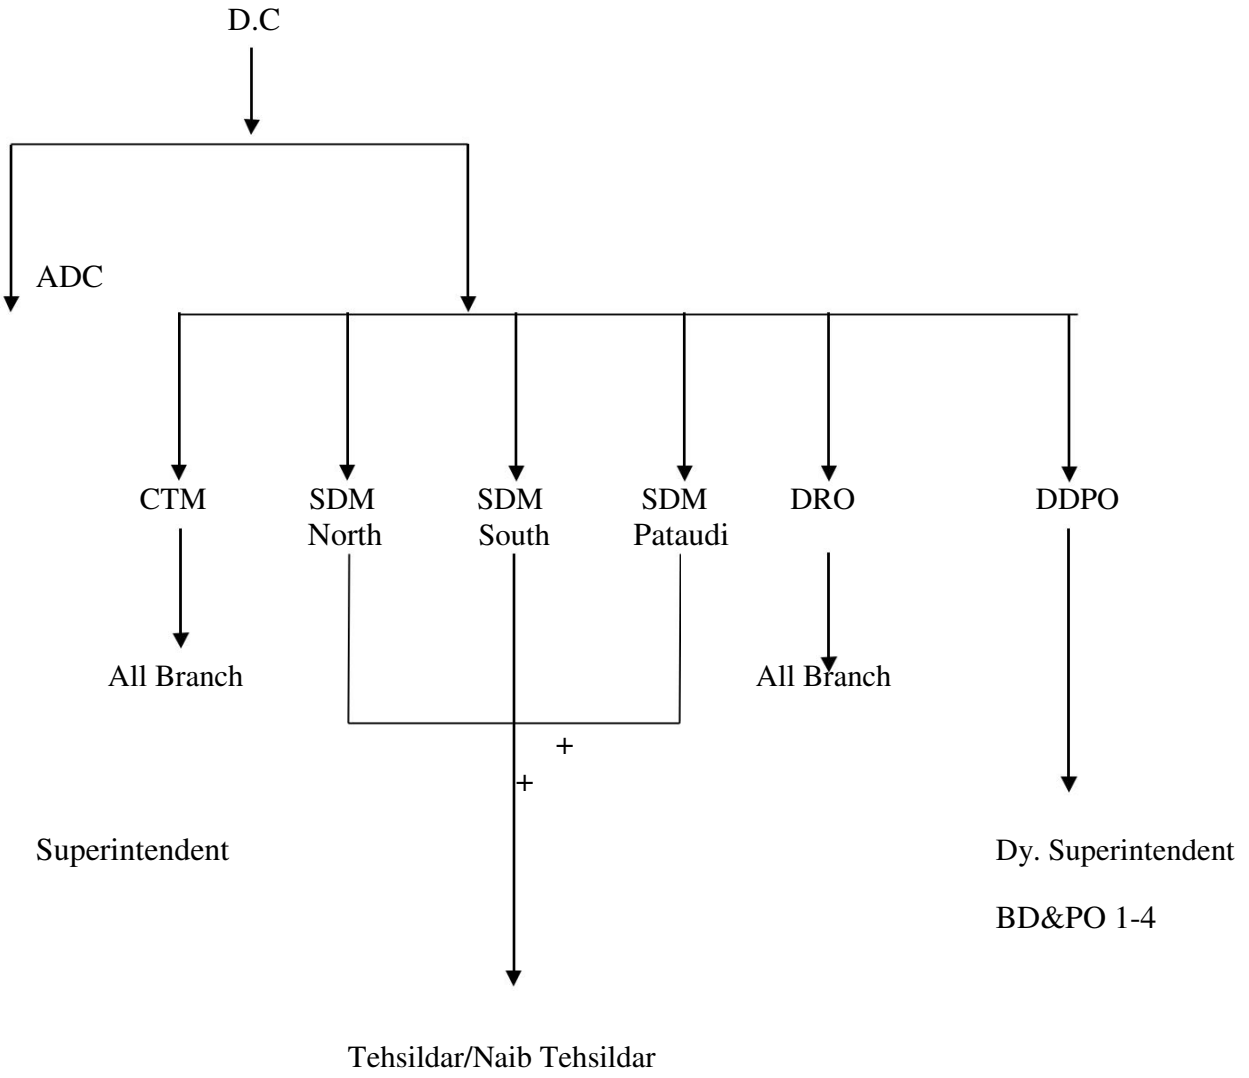 D.C
ADC
CTM
SDM
North
SDM
South
SDM
Pataudi
DRO
DDPO
All Branch
All Branch
+
+
Superintendent
Dy. Superintendent
BD&PO 1-4
Tehsildar/Naib Tehsildar